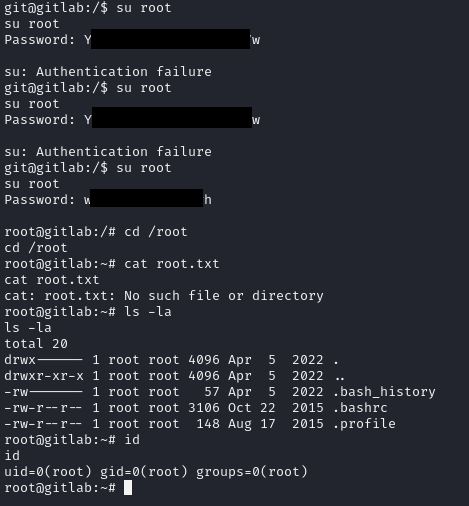 git@gitlab:/$ su root
su root
Password: Y w

su: Authentication failure
git@gitlab:/$ su root
su root
Password: Y w

su: Authentication failure
git@gitlab:/$ su root
su root
Password: w h

root@gitlab:/# cd /root
cd /root
root@gitlab:~# cat root.txt
cat root.txt
cat: root.txt: No such file or directory
root@gitlab:~# ls -la
ls -la
total 20
drwx------ 1 root root 4096 Apr  5  2022 .
drwxr-xr-x 1 root root 4096 Apr  5  2022 ..
-rw------- 1 root root   57 Apr  5  2022 .bash_history
-rw-r--r-- 1 root root 3106 Oct 22  2015 .bashrc
-rw-r--r-- 1 root root  148 Aug 17  2015 .profile
root@gitlab:~# id
id
uid=0(root) gid=0(root) groups=0(root)
root@gitlab:~#